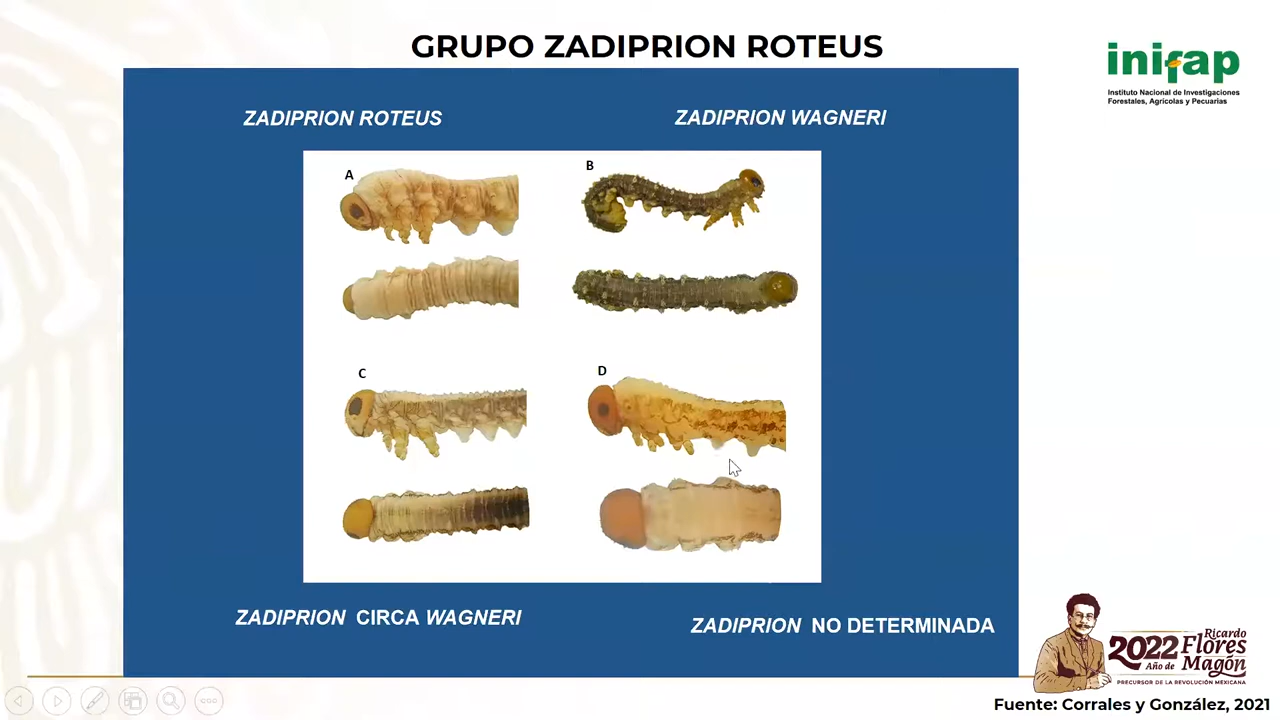 GRUPO ZADIPRION ROTEUS
inifap
Instituto Nacional de Investigaciones
Forestales, Agrícolas y Pecuarias
ZADIPRION ROTEUS
ZADIPRION WAGNERI
A
B
C
D
ZADIPRION CIRCA WAGNERI
ZADIPRION NO DETERMINADA
2022
Año de
Ricardo
Flores
Magón
PRECURSOR DE LA REVOLUCIÓN MEXICANA
Fuente: Corrales y González, 2021